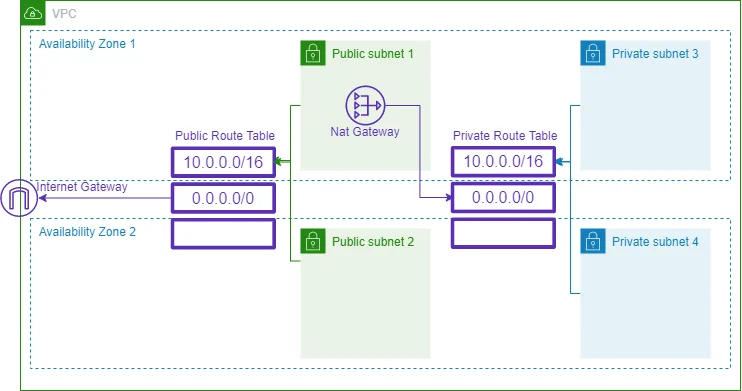 VPC
Availability Zone 1
Public subnet 1
Private subnet 3
Nat Gateway
Public Route Table
Private Route Table
10.0.0.0/16
10.0.0.0/16
Internet Gateway
0.0.0.0/0
0.0.0.0/0
Availability Zone 2
Public subnet 2
Private subnet 4